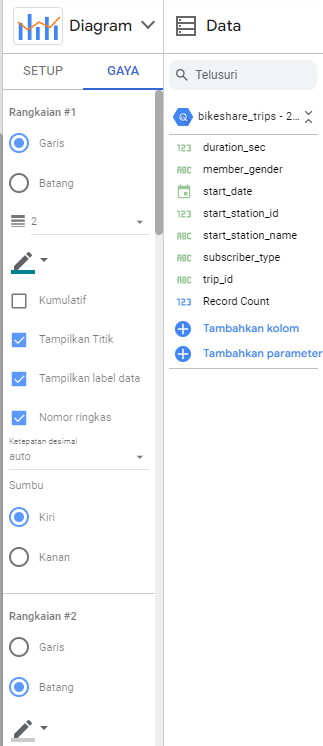 Diagram
SETUP
GAYA
Rangkaian #1
Garis
Batang
2
Kumulatif
Tampilkan Titik
Tampilkan label data
Nomor ringkas
Ketepatan desimal
auto
Sumbu
Kiri
Kanan
Rangkaian #2
Garis
Batang
Data
Telusuri
bikeshare_trips - 2...
123 duration_sec
ABC member_gender
start_date
123 start_station_id
ABC start_station_name
ABC subscriber_type
ABC trip_id
123 Record Count
Tambahkan kolom
Tambahkan parameter